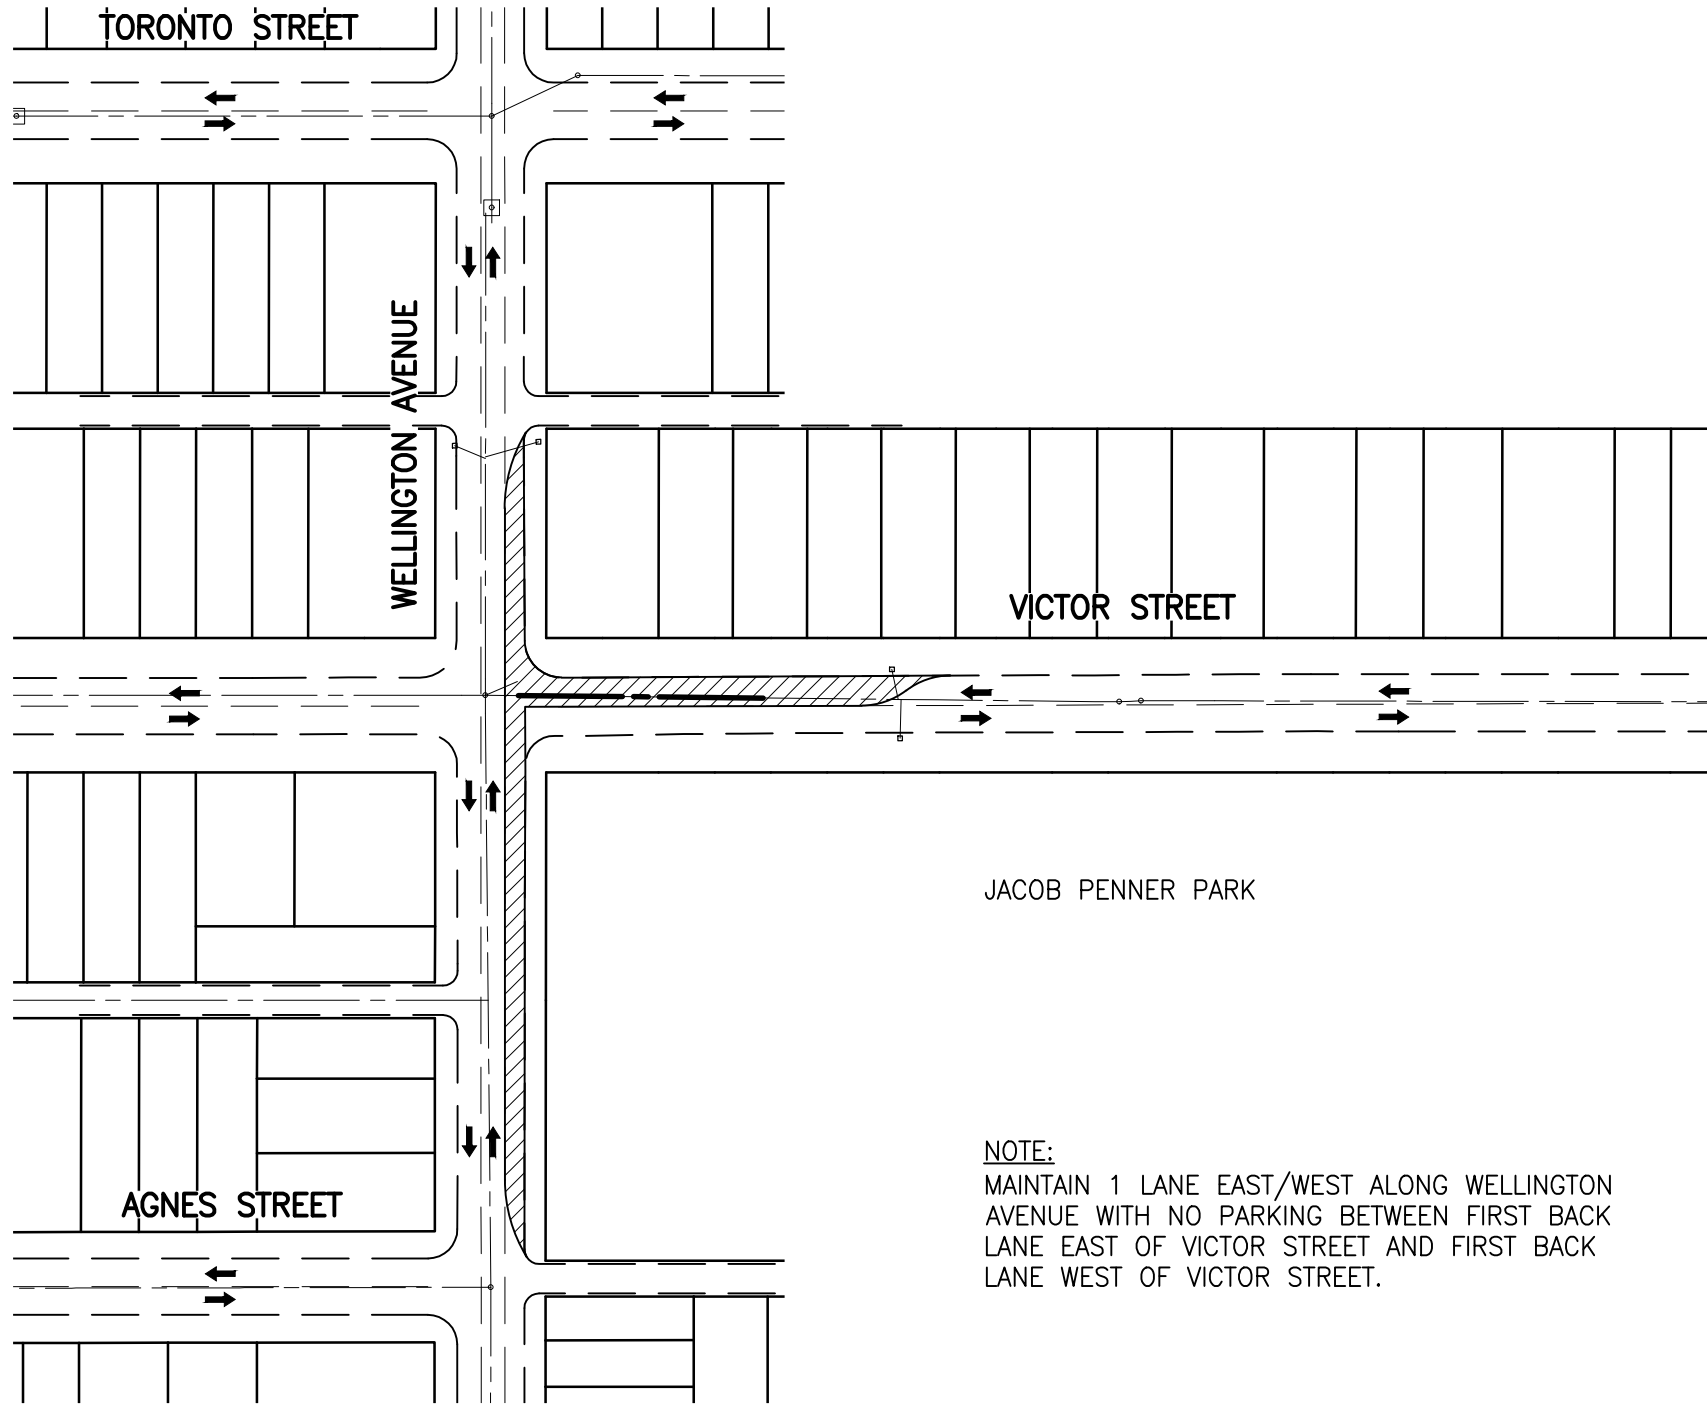 TORONTO STREET
WELLINGTON AVENUE
VICTOR STREET
JACOB PENNER PARK
NOTE:
MAINTAIN 1 LANE EAST/WEST ALONG WELLINGTON
AVENUE WITH NO PARKING BETWEEN FIRST BACK
LANE EAST OF VICTOR STREET AND FIRST BACK
LANE WEST OF VICTOR STREET.
AGNES STREET